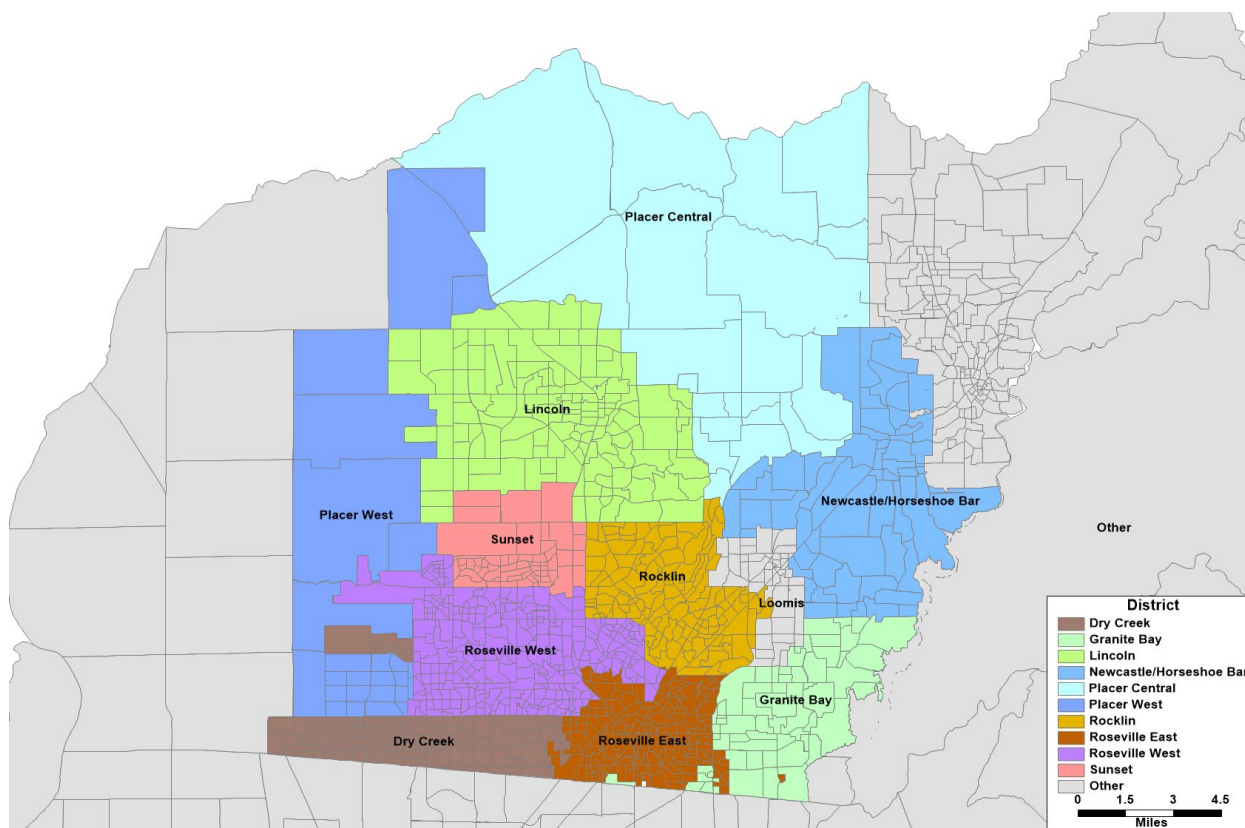 Placer Central
Lincoln
Newcastle/Horseshoe Bar
Placer West
Other
Sunset
Rocklin
Loomis
Roseville West
Granite Bay
Dry Creek
Roseville East
District
Dry Creek
Granite Bay
Lincoln
Newcastle/Horseshoe Bar
Placer Central
Placer West
Rocklin
Roseville East
Roseville West
Sunset
Other
0 1.5 3 4.5
Miles